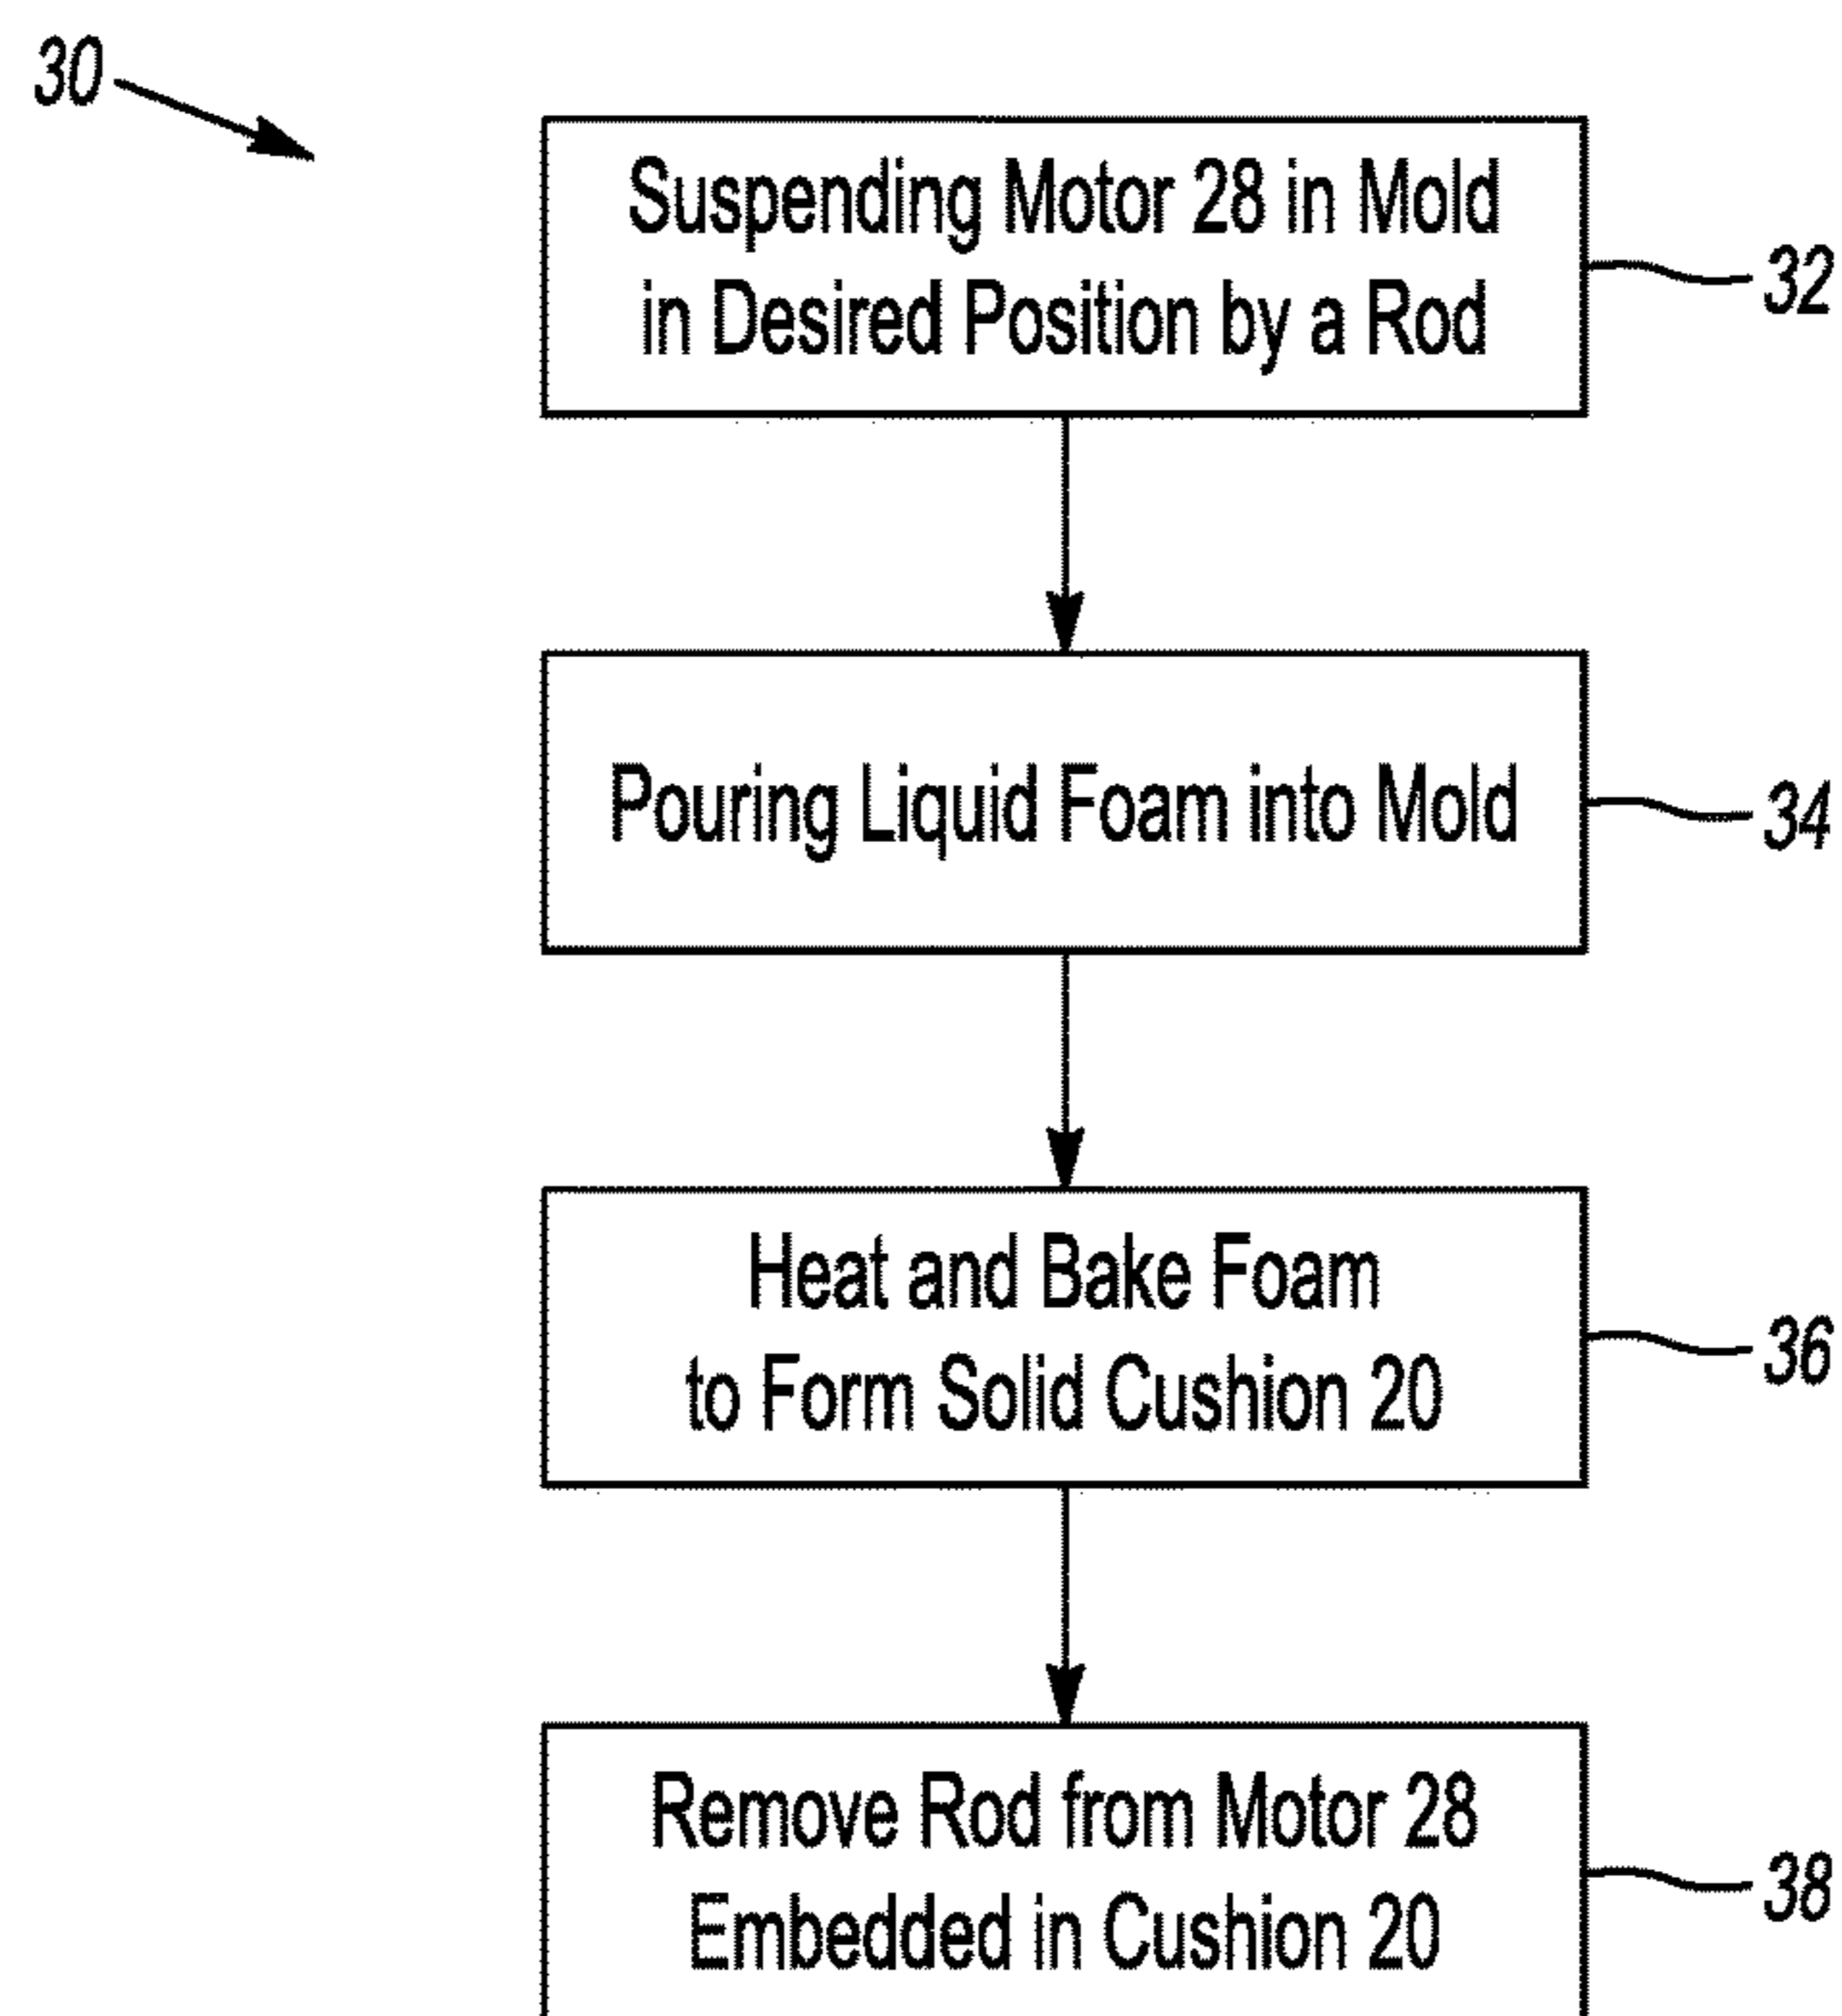 30
Suspending Motor 28 in Mold
in Desired Position by a Rod
32
Pouring Liquid Foam into Mold
34
Heat and Bake Foam
to Form Solid Cushion 20
36
Remove Rod from Motor 28
Embedded in Cushion 20
38